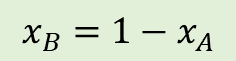 x_B = 1 − x_A